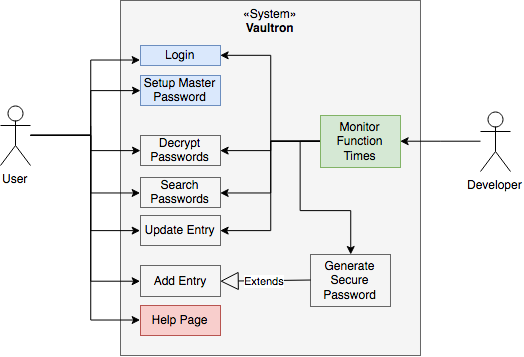 «System»
Vaultron
Login
Setup Master
Password
Decrypt
Passwords
Search
Passwords
Update Entry
Add Entry
Help Page
Monitor
Function
Times
Extends
Generate
Secure
Password
User
Developer